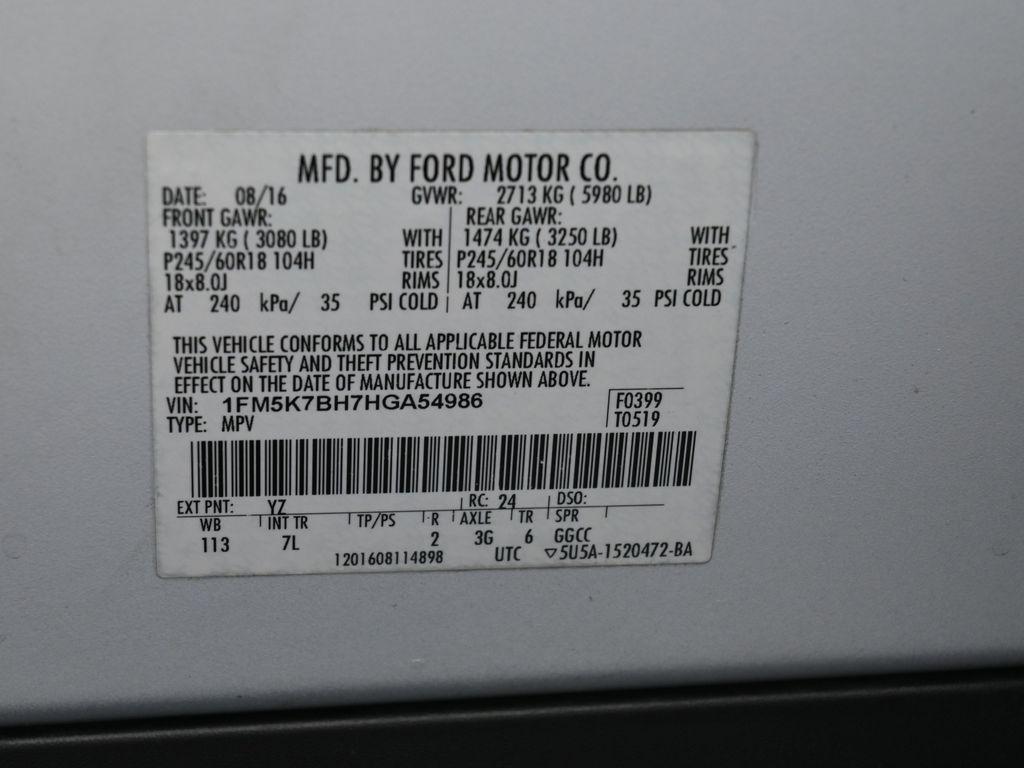 MFD. BY FORD MOTOR CO.
DATE: 08/16 GVWR: 2713 KG ( 5980 LB)
FRONT GAWR: REAR GAWR:
1397 KG ( 3080 LB) WITH 1474 KG ( 3250 LB) WITH
P245/60R18 104H TIRES P245/60R18 104H TIRES
18x8.0J RIMS 18x8.0J RIMS
AT 240 kPa/ 35 PSI COLD AT 240 kPa/ 35 PSI COLD
THIS VEHICLE CONFORMS TO ALL APPLICABLE FEDERAL MOTOR
VEHICLE SAFETY AND THEFT PREVENTION STANDARDS IN
EFFECT ON THE DATE OF MANUFACTURE SHOWN ABOVE.
VIN: 1FM5K7BH7HGA54986 F0399
TYPE: MPV T0519
EXT PNT: YZ RC: 24 DSO:
WB INT TR TP/PS R AXLE TR SPR
113 7L 2 3G 6 GGCC
1201608114898 UTC ▽5U5A-1520472-BA